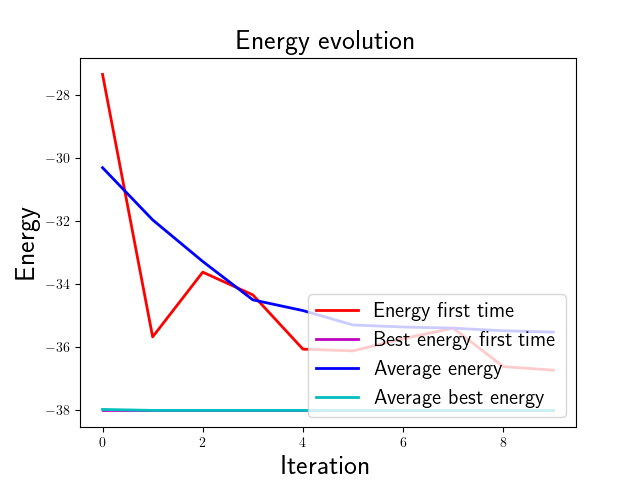 Energy evolution
Energy
−28
−30
−32
−34
−36
−38
Energy first time
Best energy first time
Average energy
Average best energy
0
2
4
6
8
Iteration